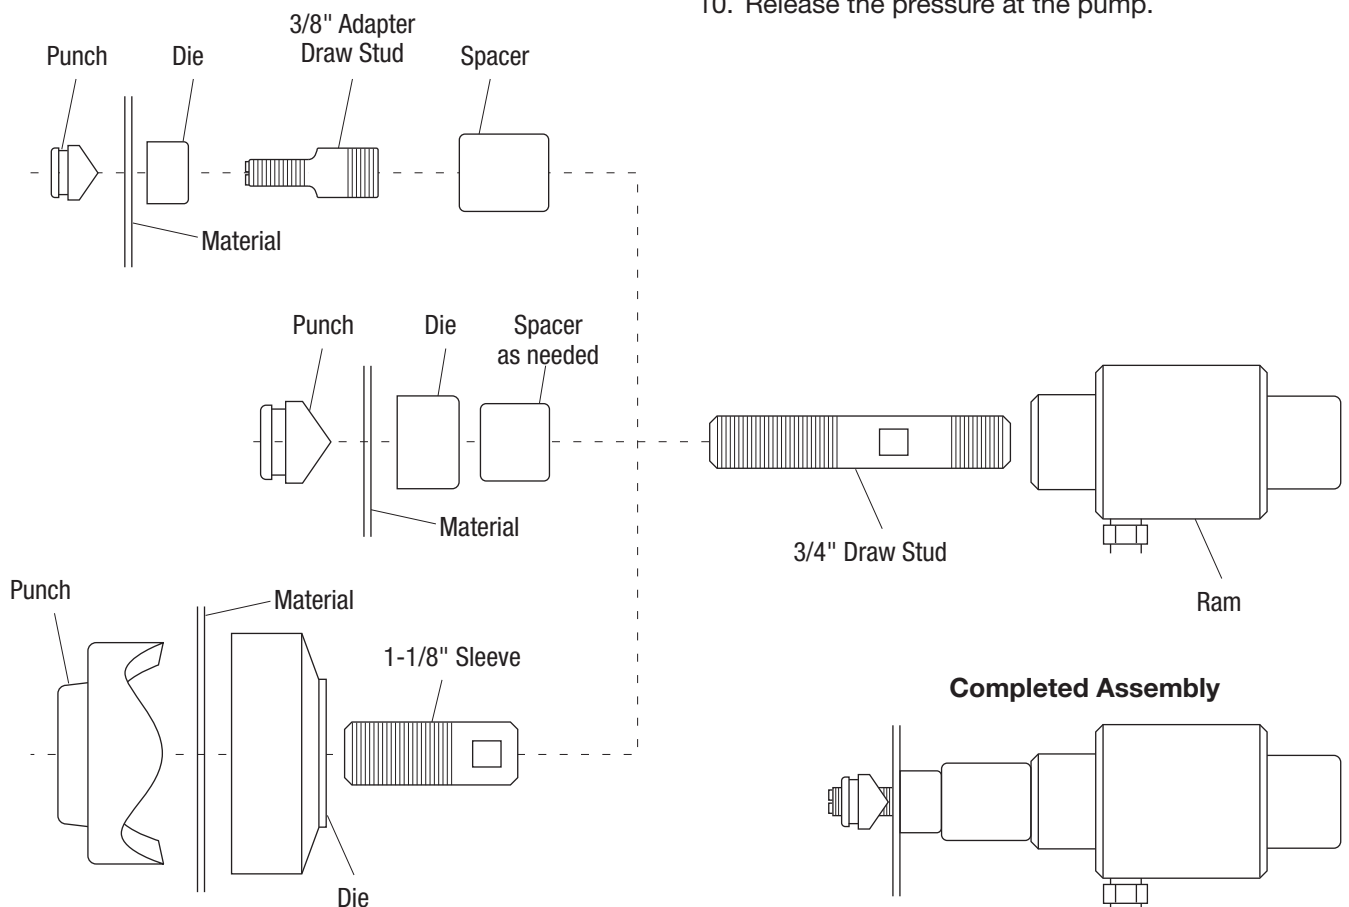 10. Release the pressure at the pump.
Punch
Die
3/8" Adapter
Draw Stud
Spacer
Material
Punch
Die
Spacer
as needed
Material
3/4" Draw Stud
Ram
Punch
Material
1-1/8" Sleeve
Die
Completed Assembly